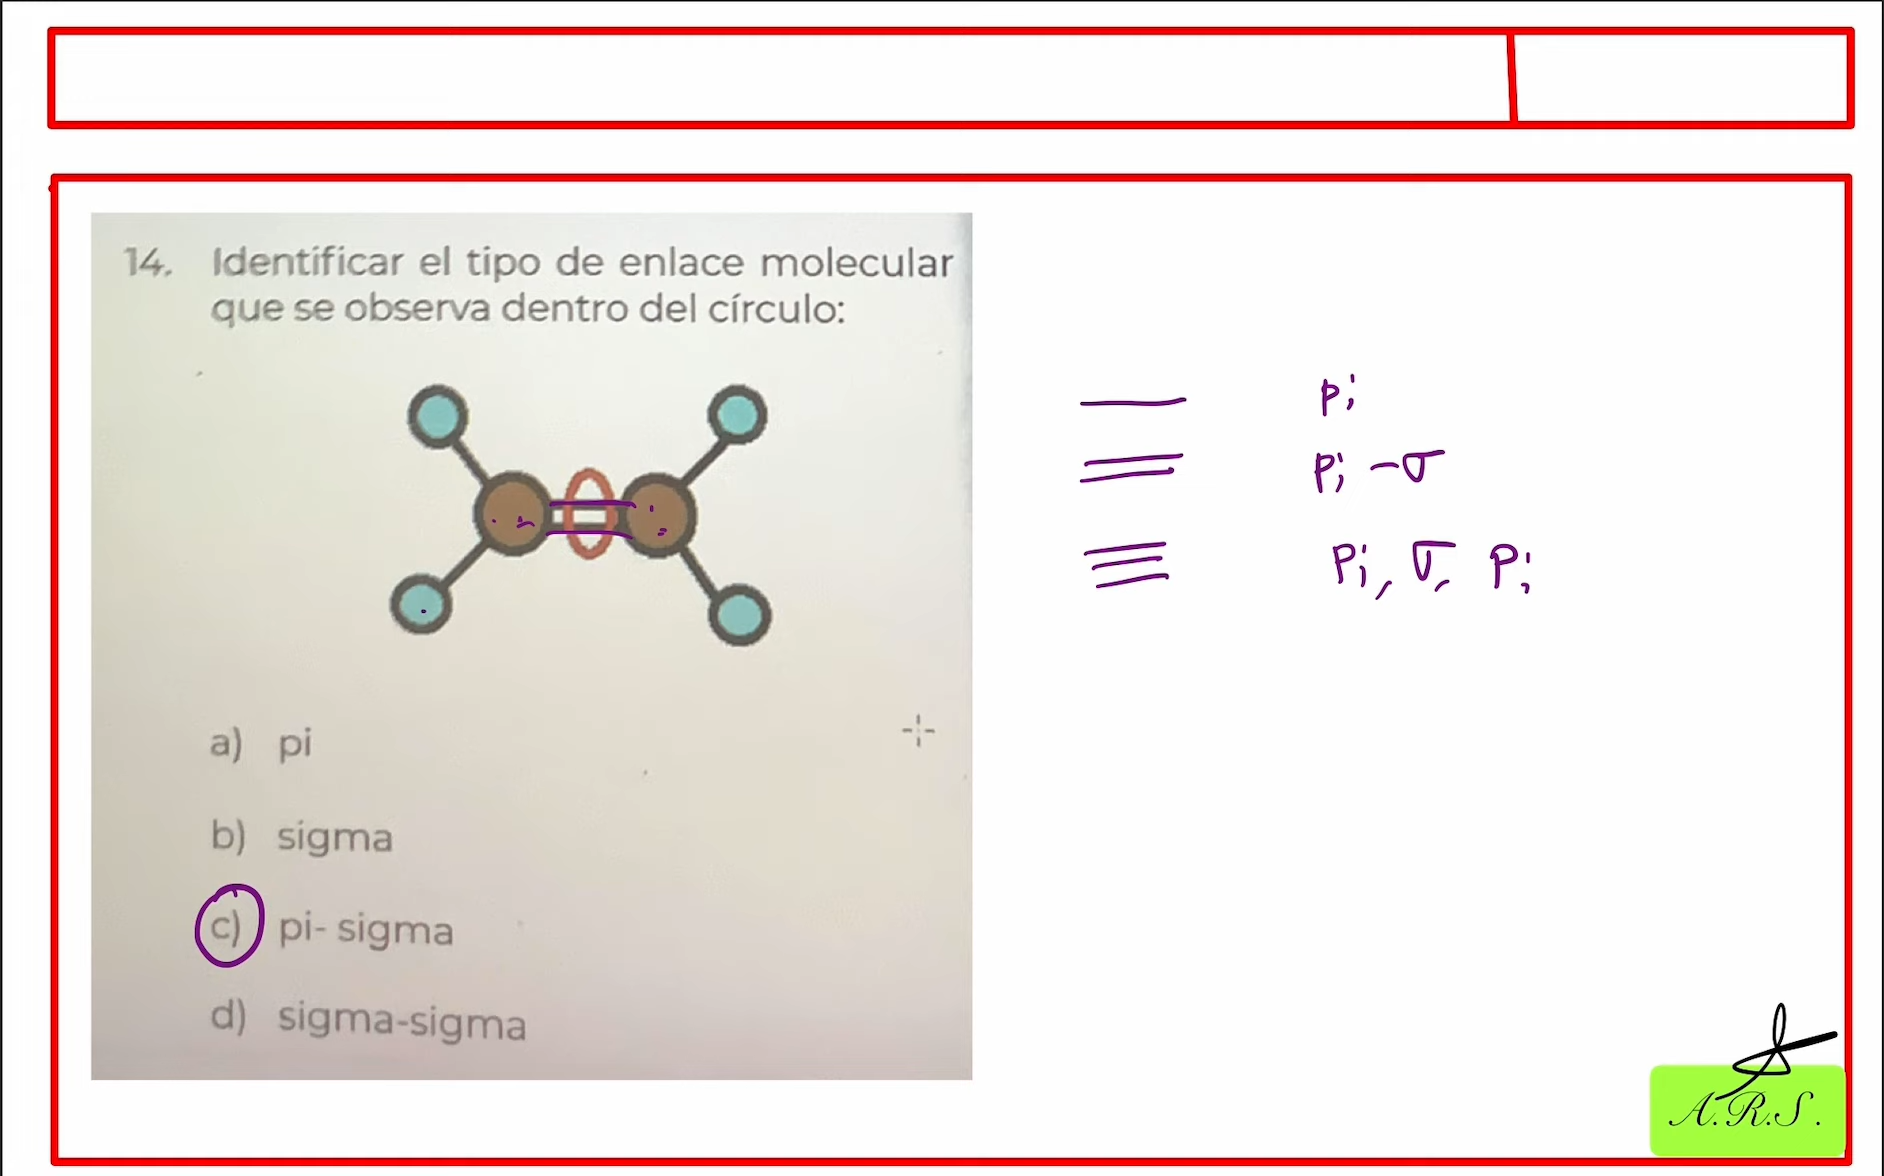 14. Identificar el tipo de enlace molecular
que se observa dentro del círculo:
a) pi
b) sigma
c) pi- sigma
d) sigma-sigma
Pi
Pi -σ
Pi, σ, Pi
A.R.S.